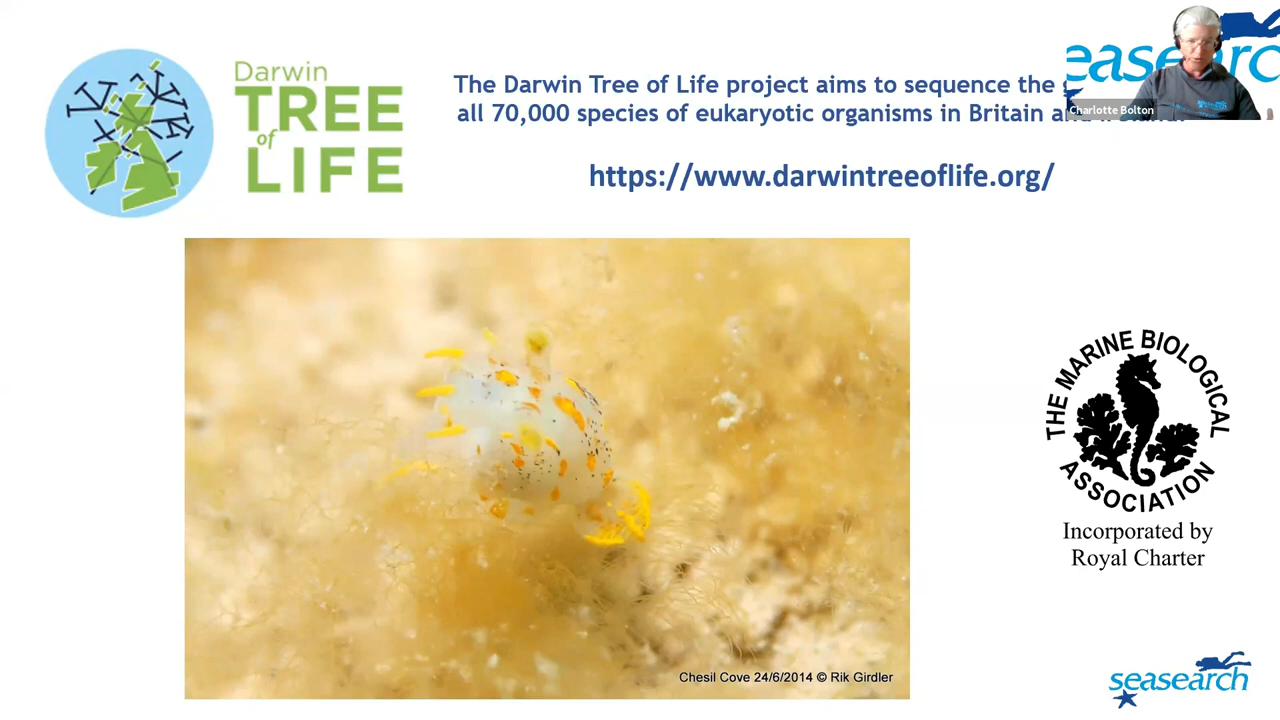 Darwin
TREE
of
LIFE
The Darwin Tree of Life project aims to sequence the
all 70,000 species of eukaryotic organisms in Britain
https://www.darwintreeoflife.org/
Charlotte Bolton
THE MARINE BIOLOGICAL
ASSOCIATION
Incorporated by
Royal Charter
Chesil Cove 24/6/2014 © Rik Girdler
seasearch